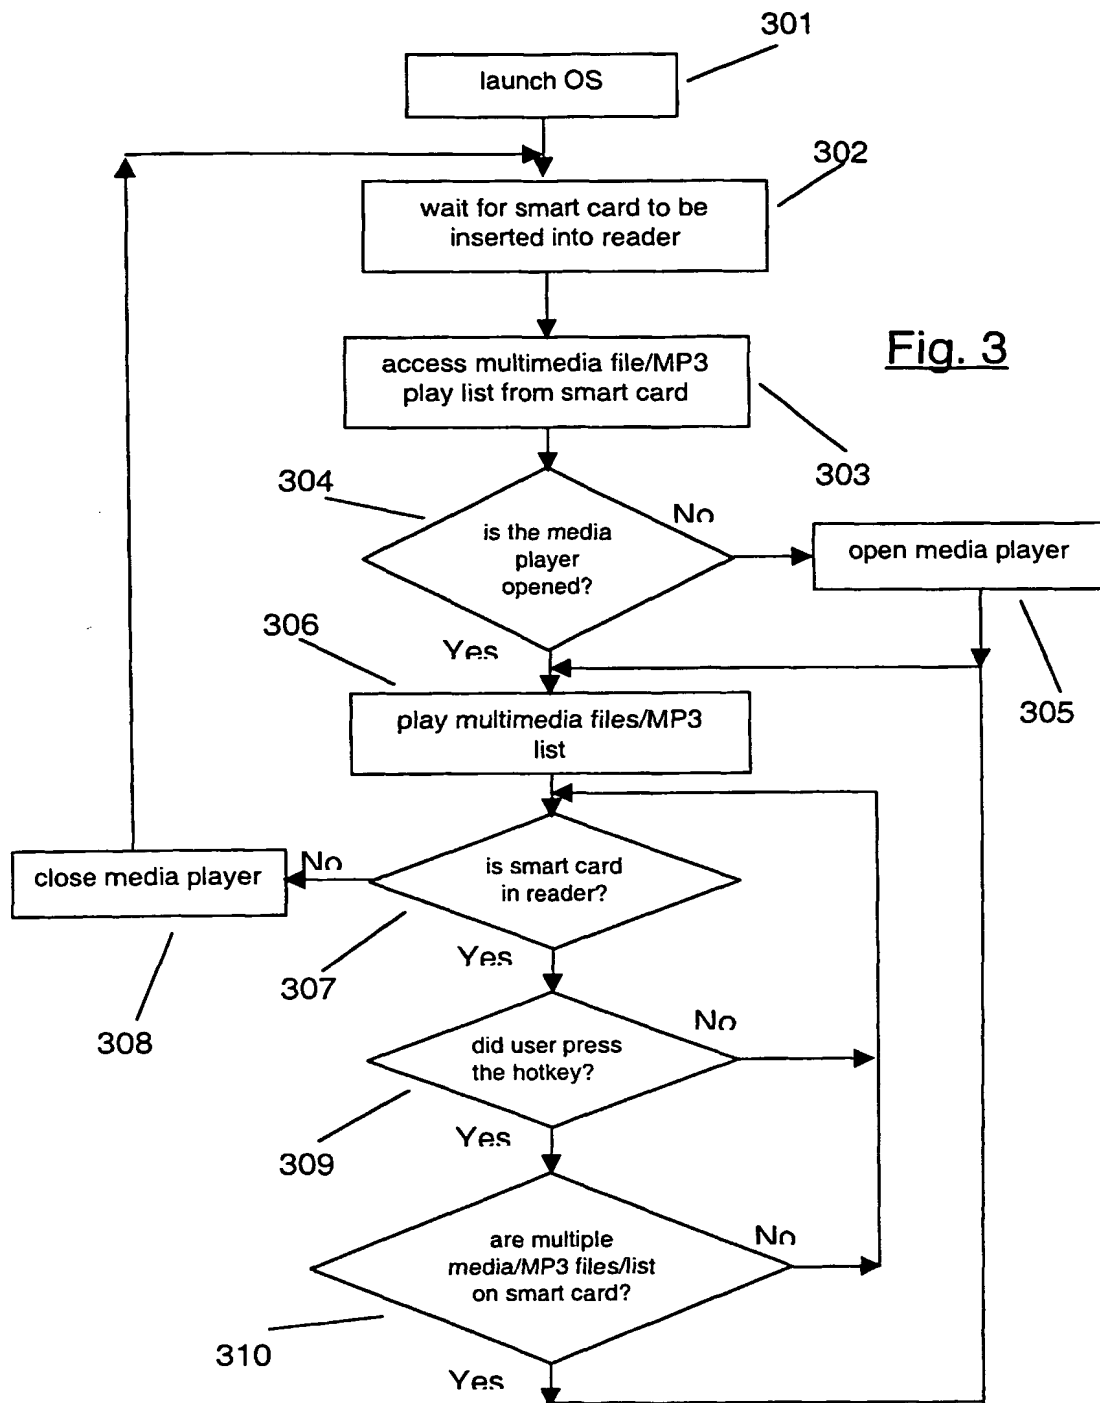 301
launch OS
302
wait for smart card to be
inserted into reader
Fig. 3
access multimedia file/MP3
play list from smart card
303
304
No
is the media
player
opened?
open media player
306
Yes
305
play multimedia files/MP3
list
No
is smart card
in reader?
close media player
Yes
307
308
No
did user press
the hotkey?
Yes
309
No
are multiple
media/MP3 files/list
on smart card?
310
Yes